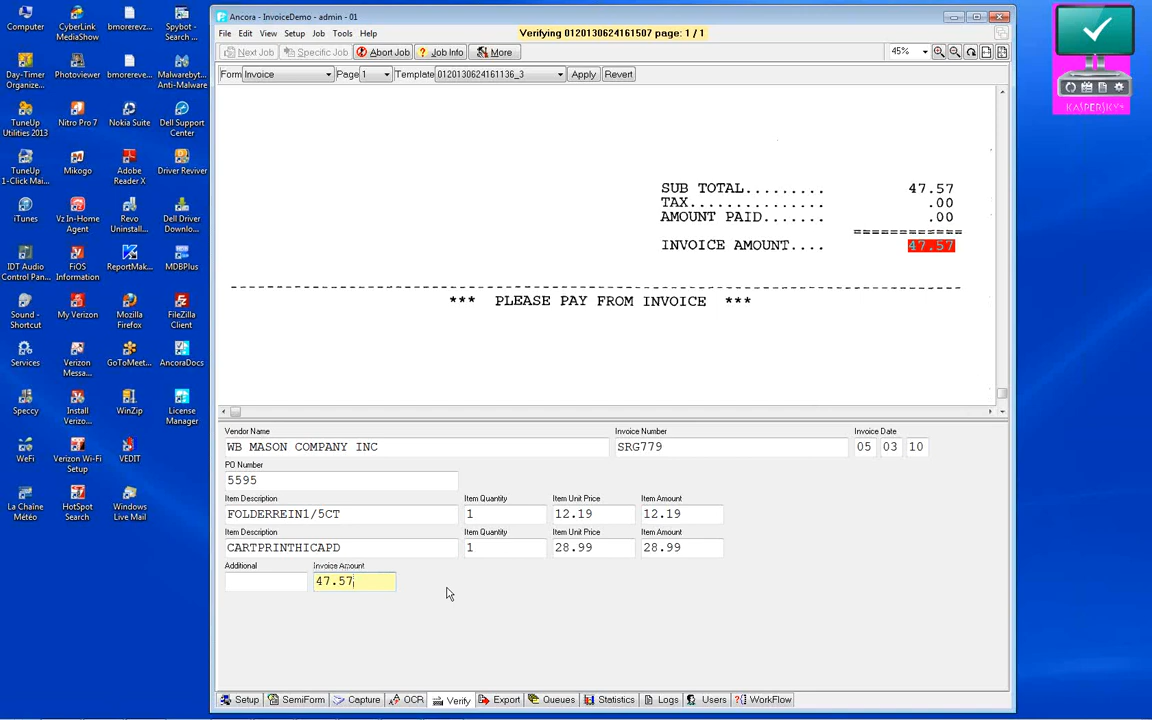 Ancora - InvoiceDemo - admin - 01
File Edit View Setup Job Tools Help
Verifying 0120130624161507 page: 1 / 1
Next Job Specific Job Abort Job Job Info More
45%
Form Invoice Page 1 Template 0120130624161136_3 Apply Revert
SUB TOTAL......... 47.57
TAX............... .00
AMOUNT PAID....... .00
============
INVOICE AMOUNT.... 47.57
*** PLEASE PAY FROM INVOICE ***
Vendor Name Invoice Number Invoice Date
WB MASON COMPANY INC SRG779 05 03 10
PO Number
5595
Item Description Item Quantity Item Unit Price Item Amount
FOLDERREIN1/5CT 1 12.19 12.19
Item Description Item Quantity Item Unit Price Item Amount
CARTPRINTHICAPD 1 28.99 28.99
Additional Invoice Amount
47.57
Setup SemiForm Capture OCR Verify Export Queues Statistics Logs Users WorkFlow
Computer
CyberLink MediaShow
bmorerevz...
Spybot - Search ...
Day-Timer Organize...
Photoviewer
bmorereve...
Malwarebyt... Anti-Malware
TuneUp Utilities 2013
Nitro Pro 7
Nokia Suite
Dell Support Center
TuneUp 1-Click Mai...
Mikogo
Adobe Reader X
Driver Reviver
iTunes
Vz In-Home Agent
Revo Uninstall...
Dell Driver Downlo...
IDT Audio Control Pan...
FiOS Information
ReportMak...
MDBPlus
Sound - Shortcut
My Verizon
Mozilla Firefox
FileZilla Client
Services
Verizon Messa...
GoToMeet...
AncoraDocs
Speccy
Install Verizo...
WinZip
License Manager
WeFi
Verizon Wi-Fi Setup
VEDIT
La Chaîne Météo
HotSpot Search
Windows Live Mail
KASPERSKY